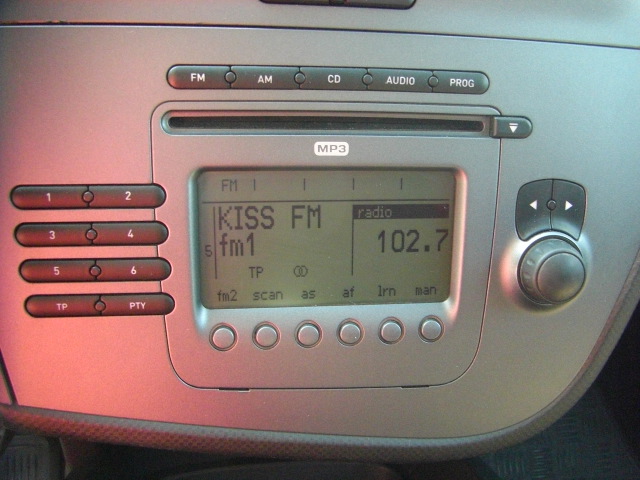 FM AM CD AUDIO PROG
MP3
1 2
3 4
5 6
TP PTY
FM
KISS FM radio
fm1 102.7
5
TP
fm2 scan as af lrn man